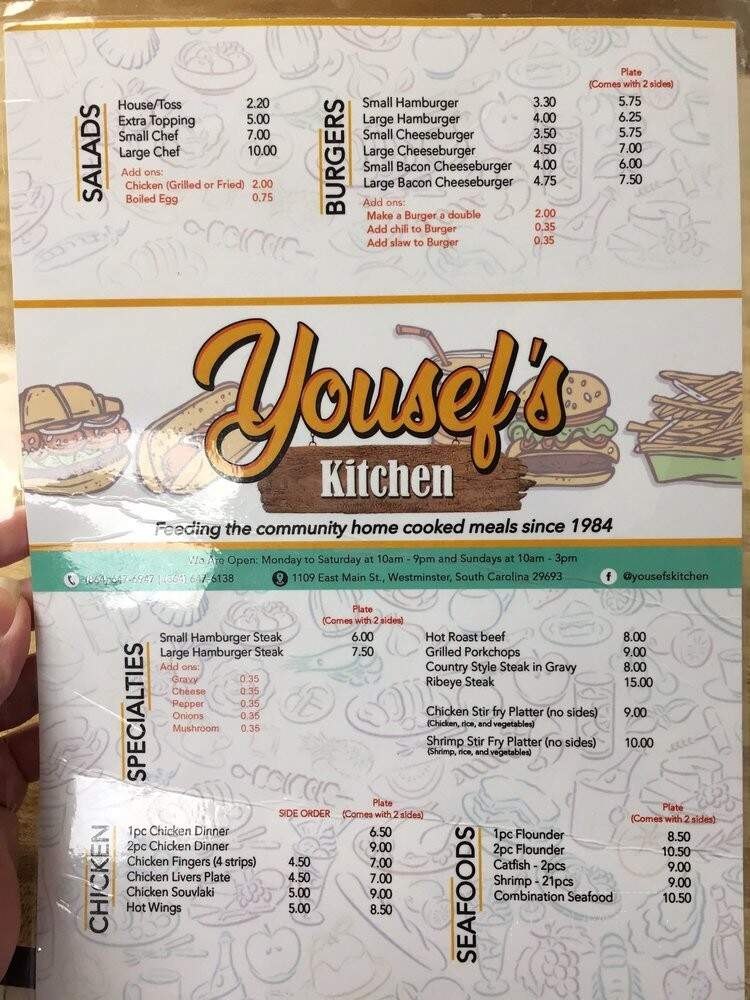 SALADS
House/Toss 2.20
Extra Topping 5.00
Small Chef 7.00
Large Chef 10.00
Add ons:
Chicken (Grilled or Fried) 2.00
Boiled Egg 0.75
BURGERS
Plate
(Comes with 2 sides)
Small Hamburger 3.30 5.75
Large Hamburger 4.00 6.25
Small Cheeseburger 3.50 5.75
Large Cheeseburger 4.50 7.00
Small Bacon Cheeseburger 4.00 6.00
Large Bacon Cheeseburger 4.75 7.50
Add ons:
Make a Burger a double 2.00
Add chili to Burger 0.35
Add slaw to Burger 0.35
Yousef's
Kitchen
Feeding the community home cooked meals since 1984
We Are Open: Monday to Saturday at 10am - 9pm and Sundays at 10am - 3pm
(864) 647-6947 | (864) 647-6138 1109 East Main St., Westminster, South Carolina 29693 @yousefskitchen
SPECIALTIES
Plate
(Comes with 2 sides)
Small Hamburger Steak 6.00
Large Hamburger Steak 7.50
Add ons:
Gravy 0.35
Cheese 0.35
Pepper 0.35
Onions 0.35
Mushroom 0.35
Hot Roast beef 8.00
Grilled Porkchops 9.00
Country Style Steak in Gravy 8.00
Ribeye Steak 15.00
Chicken Stir fry Platter (no sides) 9.00
(Chicken, rice, and vegetables)
Shrimp Stir Fry Platter (no sides) 10.00
(Shrimp, rice, and vegetables)
CHICKEN
SIDE ORDER
Plate
(Comes with 2 sides)
1pc Chicken Dinner 6.50
2pc Chicken Dinner 9.00
Chicken Fingers (4 strips) 4.50 7.00
Chicken Livers Plate 4.50 7.00
Chicken Souvlaki 5.00 9.00
Hot Wings 5.00 8.50
SEAFOODS
Plate
(Comes with 2 sides)
1pc Flounder 8.50
2pc Flounder 10.50
Catfish - 2pcs 9.00
Shrimp - 21pcs 9.00
Combination Seafood 10.50